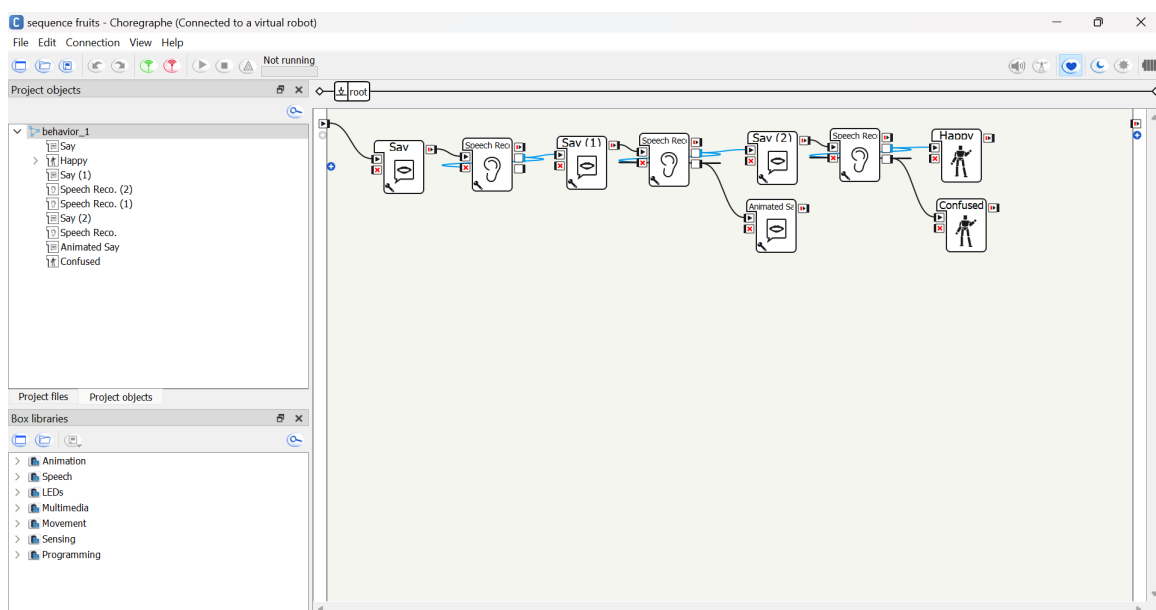 sequence fruits - Choregraphe (Connected to a virtual robot)
File Edit Connection View Help
Not running
Project objects
root
behavior_1
Say
Happy
Say (1)
Speech Reco. (2)
Speech Reco. (1)
Say (2)
Speech Reco.
Animated Say
Confused
Project files Project objects
Box libraries
Animation
Speech
LEDs
Multimedia
Movement
Sensing
Programming
Say
Speech Reco
Say (1)
Speech Reco
Say (2)
Speech Reco
Happy
Animated Sa
Confused